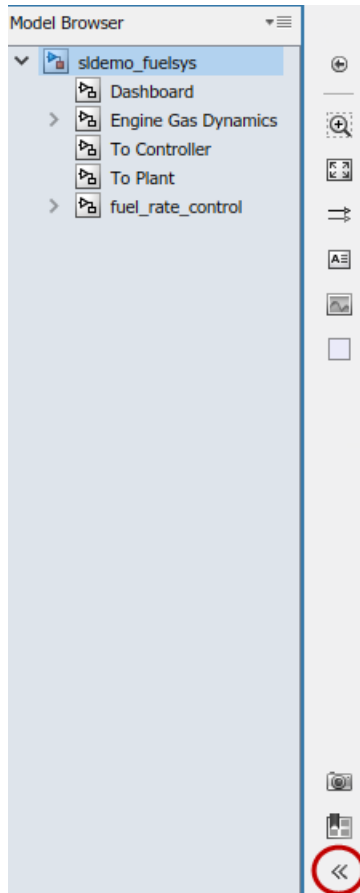 Model Browser
sldemo_fuelsys
Dashboard
Engine Gas Dynamics
To Controller
To Plant
fuel_rate_control